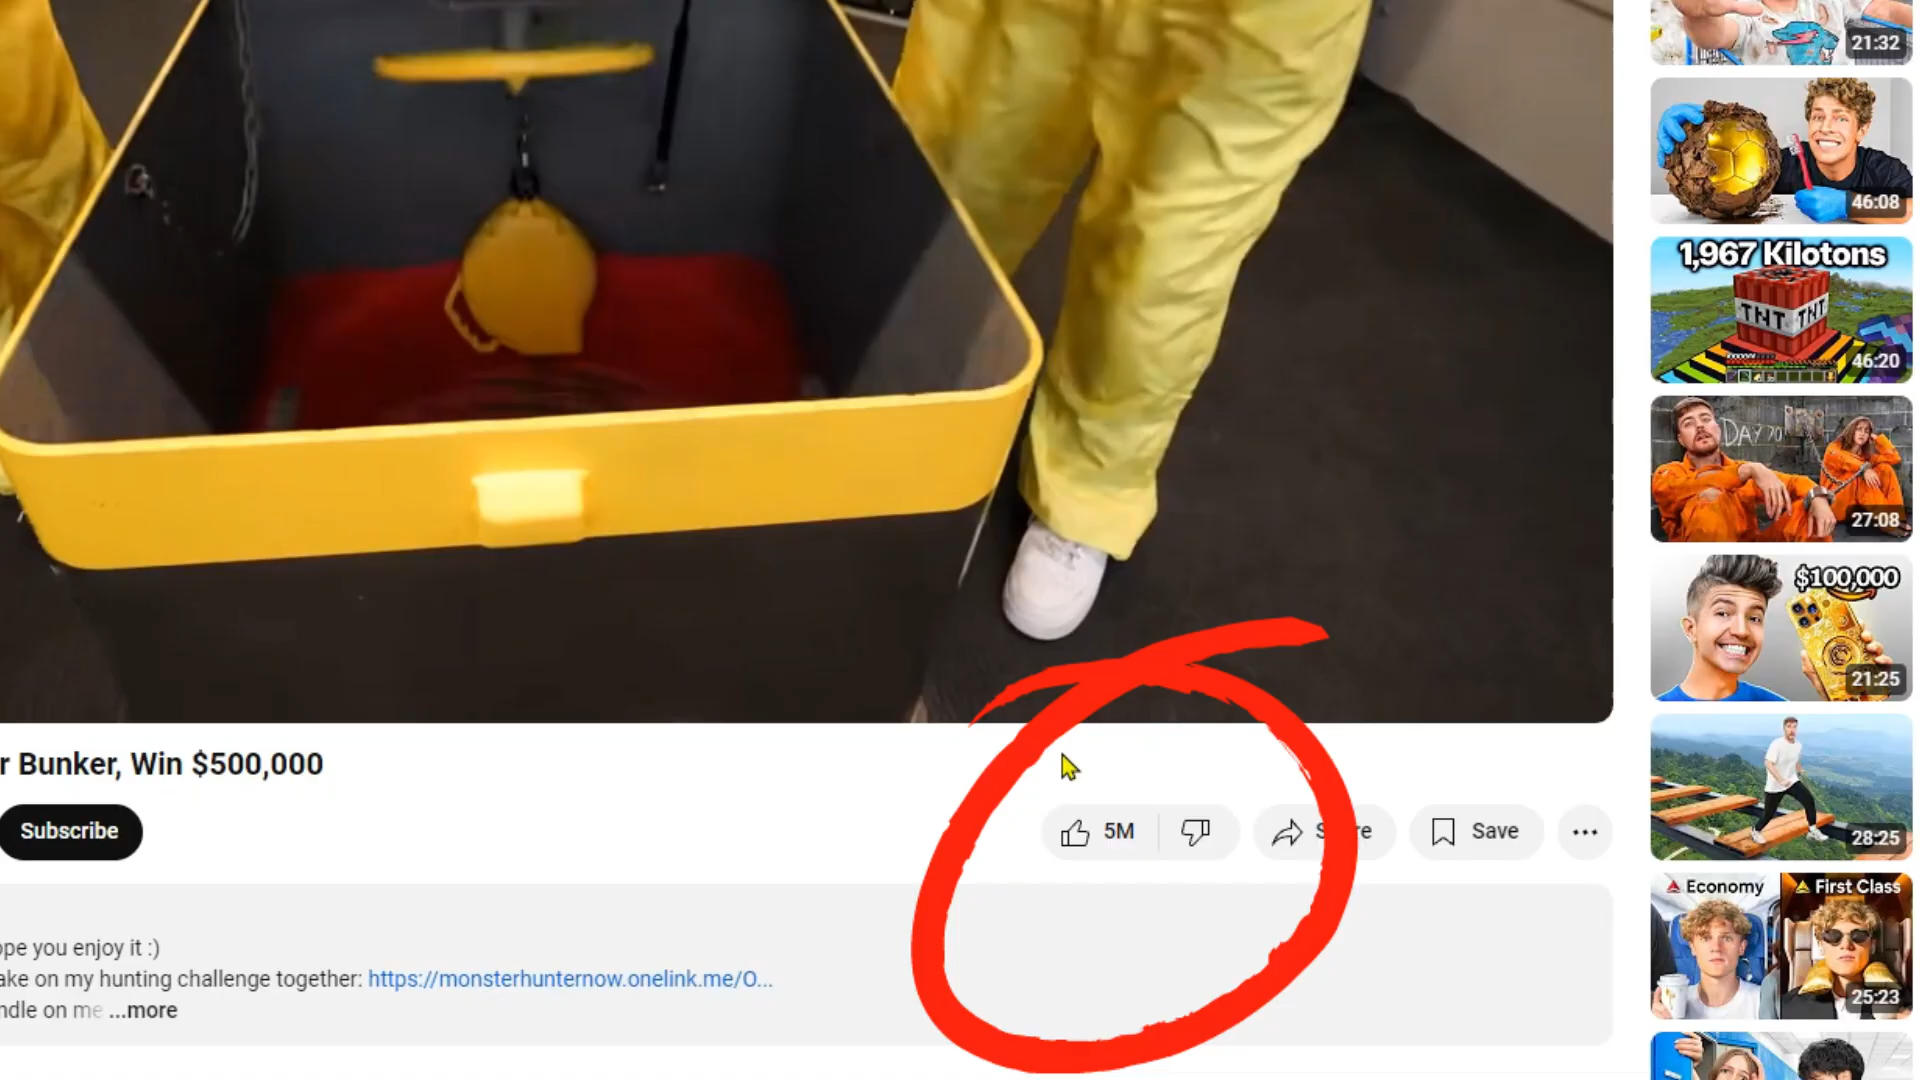 r Bunker, Win $500,000
Subscribe
5M
Save
ope you enjoy it :)
ake on my hunting challenge together: https://monsterhunternow.onelink.me/O...
ndle on me ...more
21:32
46:08
1,967 Kilotons
TNT TNT
46:20
DAY 70
27:08
$100,000
21:25
28:25
Economy
First Class
25:23